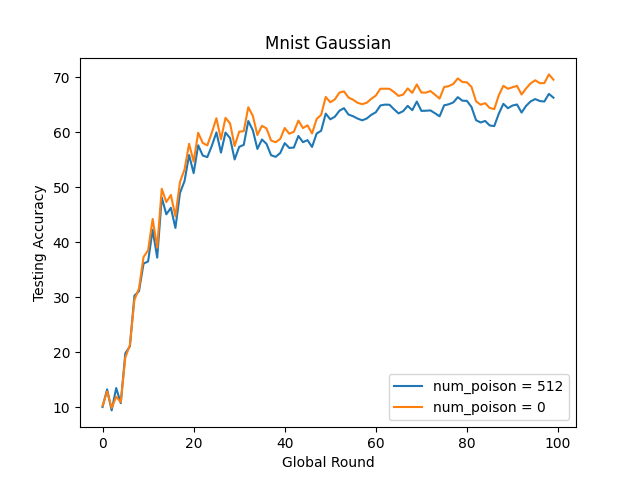 Mnist Gaussian
70
60
50
40
30
20
10
Testing Accuracy
num_poison = 512
num_poison = 0
0 20 40 60 80 100
Global Round